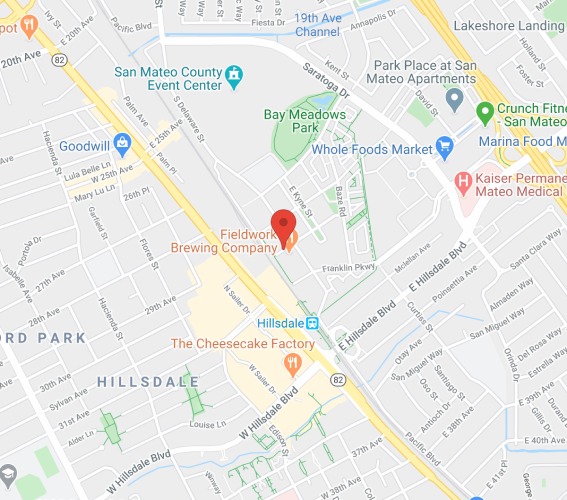 Pacific Blvd
Fiesta Dr
19th Ave
Channel
Annapolis Dr
Lakeshore Landing
E 20th Ave
19th Ave
82
20th Ave
Kent St
Holland St
Foster St
San Mateo County
Event Center
Saratoga Dr
Park Place at San
Mateo Apartments
David St
Palm Ave
S Delaware St
E 25th Ave
Bay Meadows
Park
Crunch Fitne
- San Mateo
Goodwill
Whole Foods Market
Marina Food M
Hacienda St
Lula Belle Ln
W 25th Ave
Mary Lu Ln
Palm Pl
26th Pl
E Kyne St
Baze Rd
Kaiser Permane
Mateo Medical
Garfield St
Flores St
Portola Dr
Fieldwork
Brewing Company
Isabelle Ave
27th Ave
Franklin Pkwy
Mclellan Ave
E Hillsdale Blvd
Santa Clara Way
28th Ave
29th Ave
Hacienda St
N Sailer Dr
Poinsettia Ave
Almaden Way
Curtiss St
San Miguel Way
ORD PARK
Hillsdale
E Hillsdale Blvd
The Cheesecake Factory
Otay Ave
San Miguel Way
Orinda Dr
Del Rosa Way
Estrella Way
30th Ave
HILLSDALE
82
W Sailer Dr
Oso St
Santiago St
Antioch Dr
Sylvan Ave
31st Ave
Alder Ln
Louise Ln
W Hillsdale Blvd
Edison St
37th Ave
Pacific Blvd
E 39th Ave
Gillis Dr
Durand
E 40th Ave
W Hillsdale Blvd
Winway
W 38th Ave
E 41st Pl
George